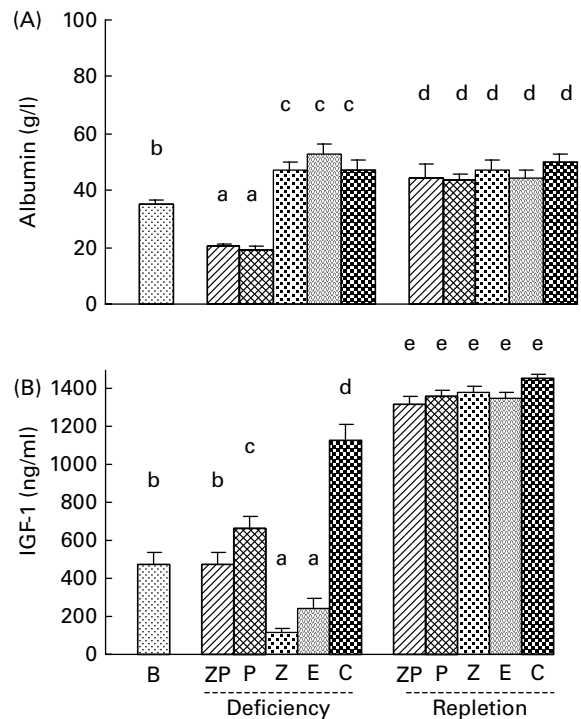 (A)
100
80
60
40
20
0
Albumin (g/l)
b
a a
c c c
d d d d d
(B)
1400
1200
1000
800
600
400
200
0
IGF-1 (ng/ml)
b
b
c
a a
d
e e e e e
B ZP P Z E C ZP P Z E C
Deficiency Repletion